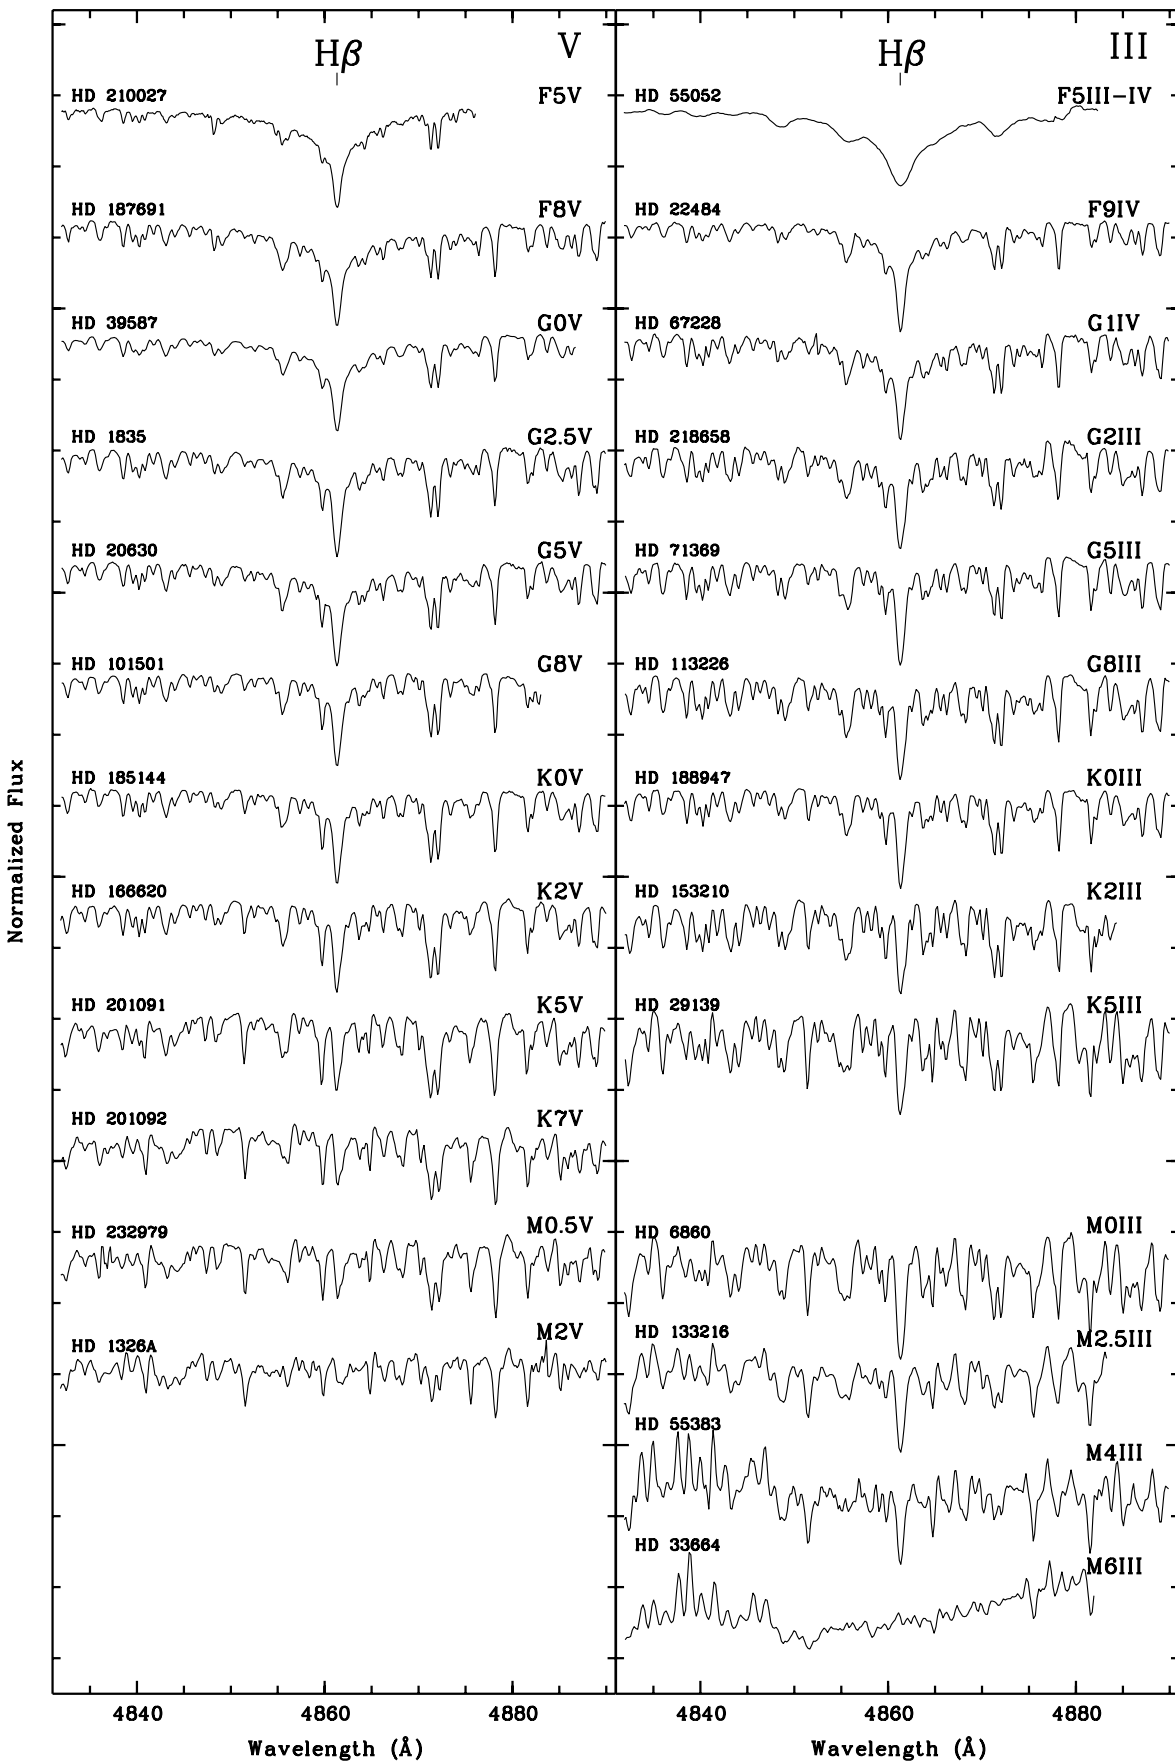 Hβ
V
HD 210027
F5V
HD 187691
F8V
HD 39587
G0V
HD 1835
G2.5V
HD 20630
G5V
HD 101501
G8V
HD 185144
K0V
HD 166620
K2V
HD 201091
K5V
HD 201092
K7V
HD 232979
M0.5V
HD 1326A
M2V
Hβ
III
HD 55052
F5III-IV
HD 22484
F9IV
HD 67228
G1IV
HD 218658
G2III
HD 71369
G5III
HD 113226
G8III
HD 188947
K0III
HD 153210
K2III
HD 29139
K5III
HD 6860
M0III
HD 133216
M2.5III
HD 55383
M4III
HD 33664
M6III
Normalized Flux
4840 4860 4880
4840 4860 4880
Wavelength (Å)
Wavelength (Å)